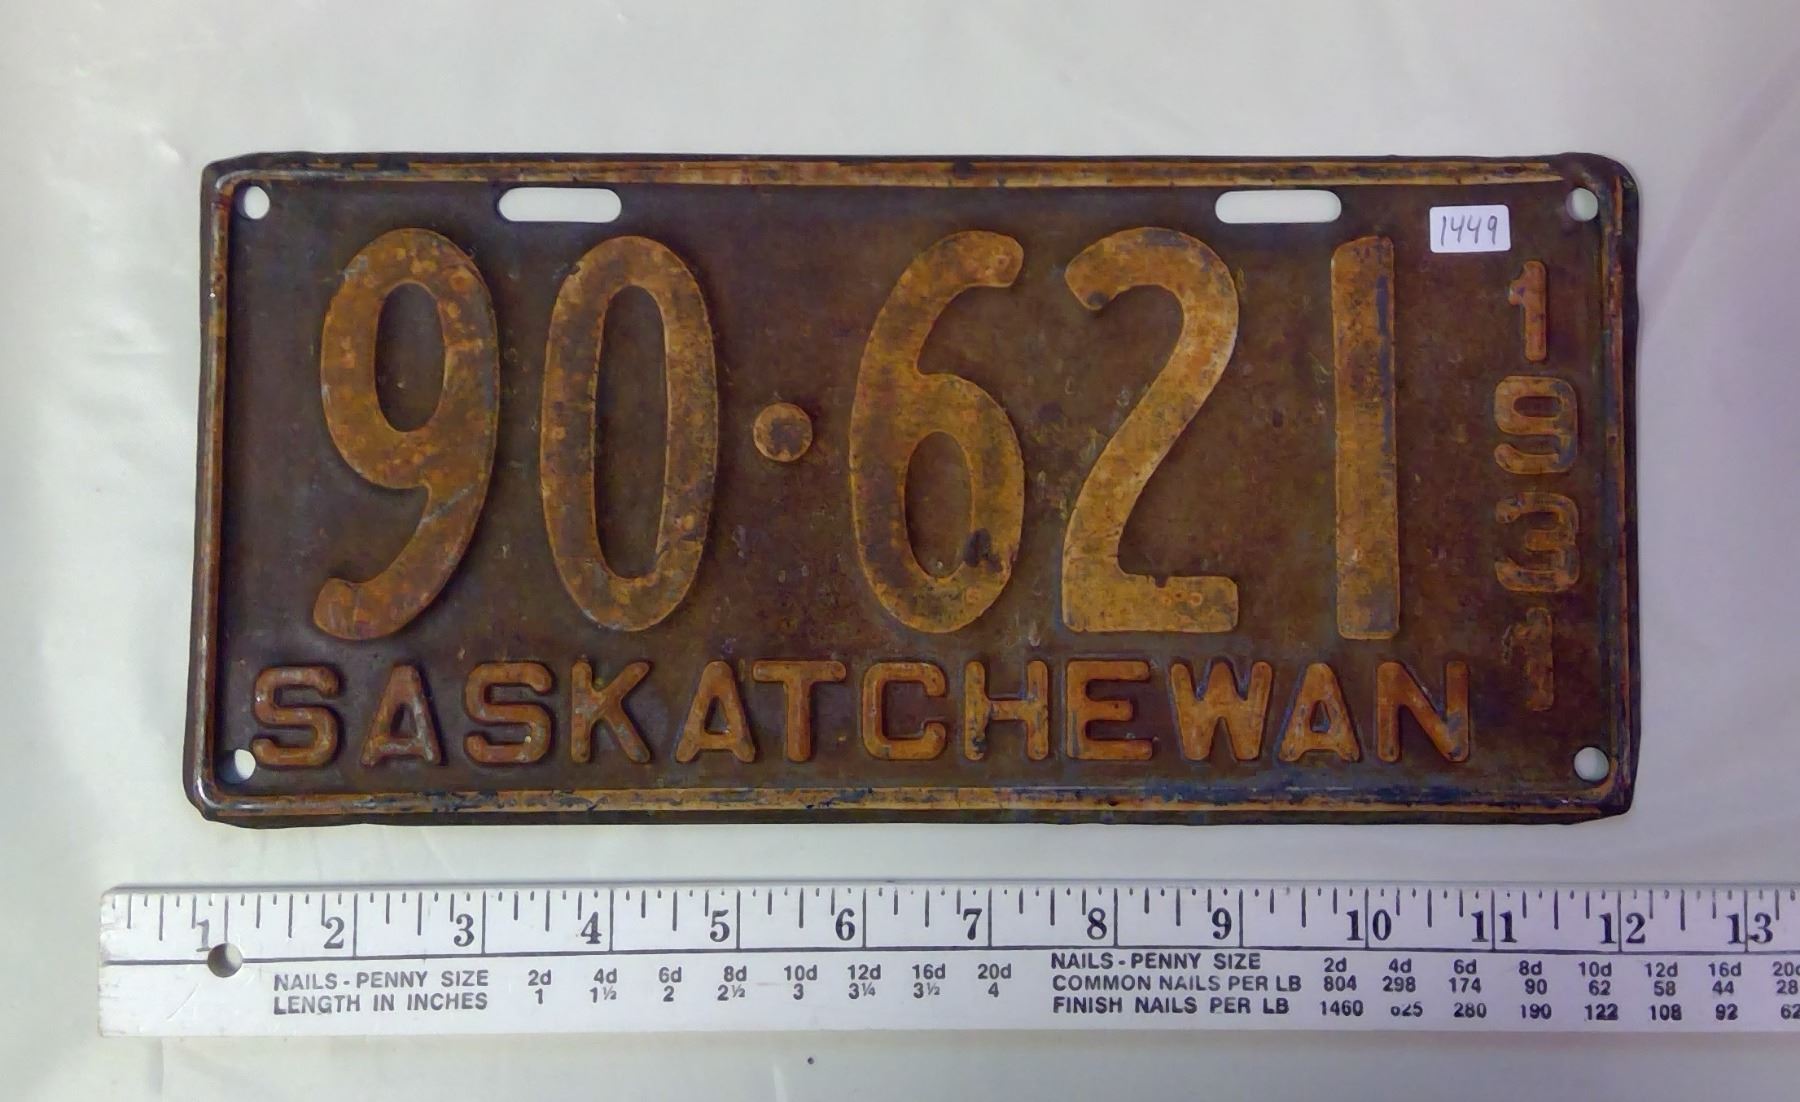 1449
90·621
1931
SASKATCHEWAN
1 2 3 4 5 6 7 8 9 10 11 12 13
NAILS - PENNY SIZE 2d 4d 6d 8d 10d 12d 16d 20d
LENGTH IN INCHES 1 1½ 2 2½ 3 3¼ 3½ 4
NAILS - PENNY SIZE 2d 4d 6d 8d 10d 12d 16d 20d
COMMON NAILS PER LB 804 298 174 90 62 58 44 28
FINISH NAILS PER LB 1460 280 190 122 108 92 62